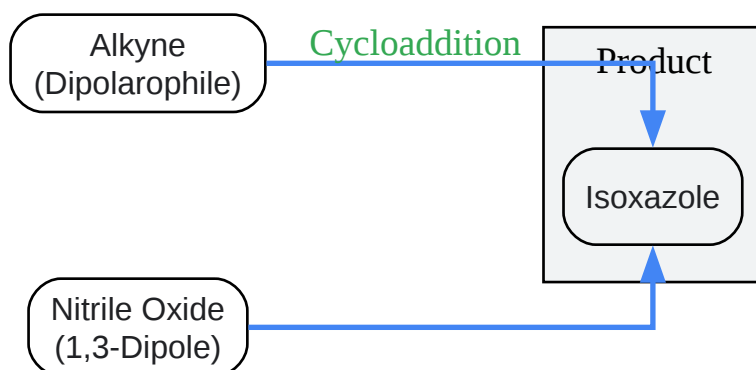 Alkyne
(Dipolarophile)
Cycloaddition
Product
Isoxazole
Nitrile Oxide
(1,3-Dipole)